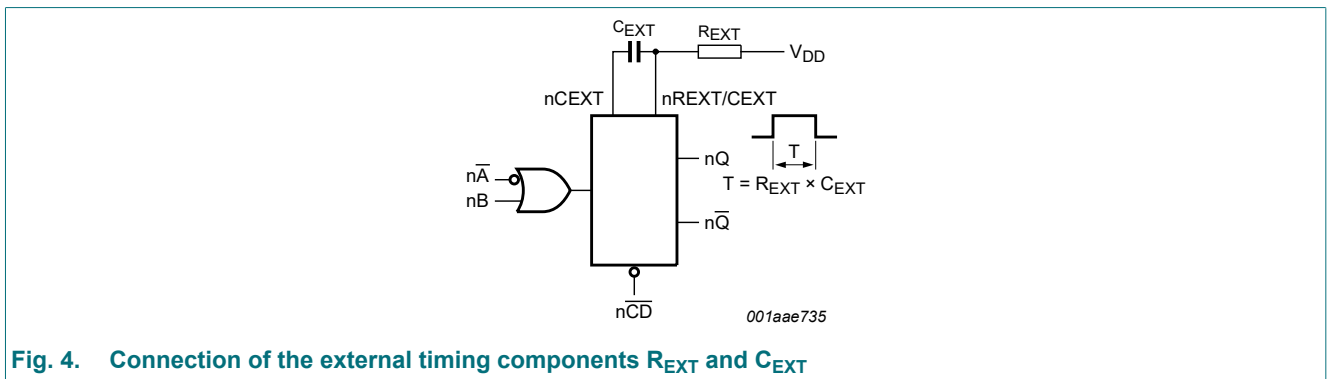 CEXT
REXT
VDD
nCEXT
nREXT/CEXT
nA̅
nB
nQ
nQ̅
T
T = REXT × CEXT
nC̅D̅
001aae735
Fig. 4. Connection of the external timing components REXT and CEXT